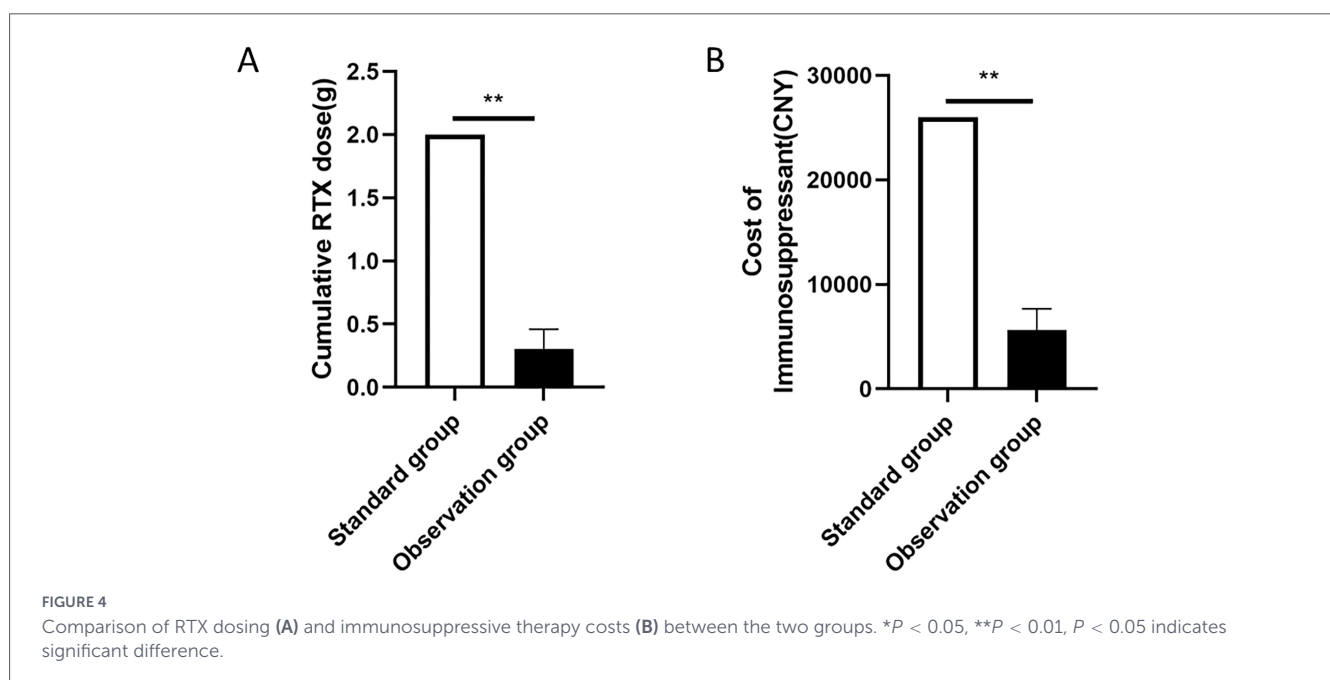 A
Cumulative RTX dose(g)
2.5
2.0
1.5
1.0
0.5
0.0
**
Standard group
Observation group
B
Cost of
Immunosuppressant(CNY)
30000
20000
10000
0
**
Standard group
Observation group
FIGURE 4
Comparison of RTX dosing (A) and immunosuppressive therapy costs (B) between the two groups. *P < 0.05, **P < 0.01, P < 0.05 indicates
significant difference.